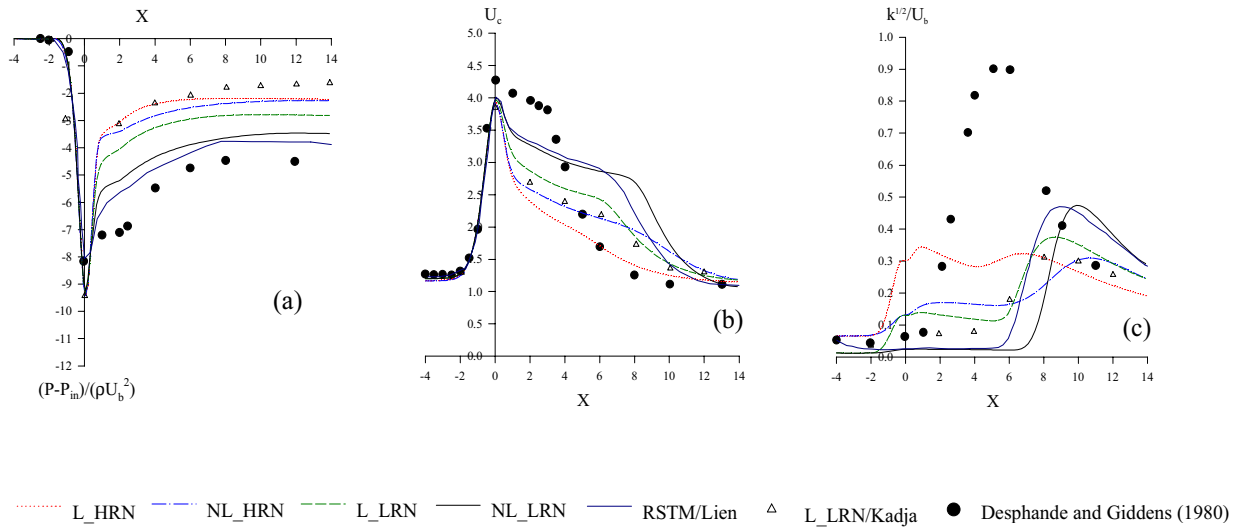 X
-4 -2 0 2 4 6 8 10 12 14
0
-1
-2
-3
-4
-5
-6
-7
-8
-9
-10
-11
-12
(a)
(P-P_in)/(ρU_b^2)
U_c
5.0
4.5
4.0
3.5
3.0
2.5
2.0
1.5
1.0
0.5
0.0
-4 -2 0 2 4 6 8 10 12 14
X
(b)
k^1/2/U_b
1.0
0.9
0.8
0.7
0.6
0.5
0.4
0.3
0.2
0.1
0.0
-4 -2 0 2 4 6 8 10 12 14
X
(c)
L_HRN NL_HRN L_LRN NL_LRN RSTM/Lien L_LRN/Kadja Desphande and Giddens (1980)